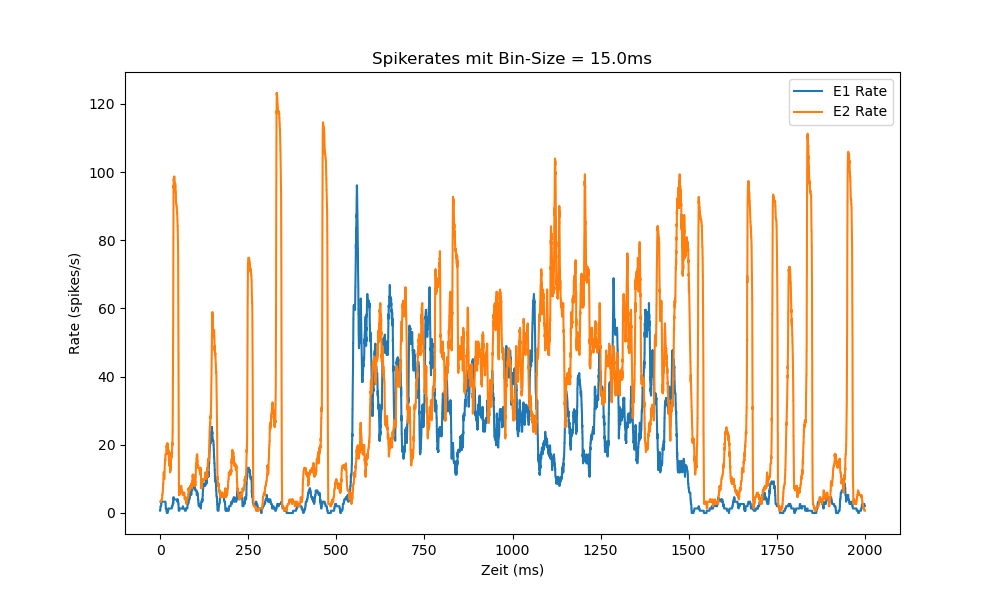 Spikerates mit Bin-Size = 15.0ms
E1 Rate
E2 Rate
Rate (spikes/s)
120
100
80
60
40
20
0
0 250 500 750 1000 1250 1500 1750 2000
Zeit (ms)